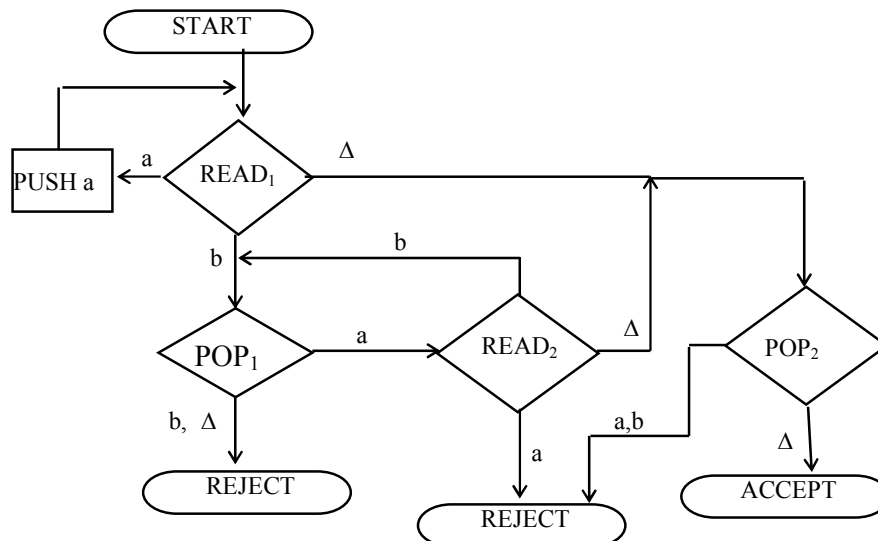 START
a
READ₁
Δ
PUSH a
b
b
POP₁
a
READ₂
Δ
POP₂
b, Δ
a
a,b
Δ
REJECT
REJECT
ACCEPT